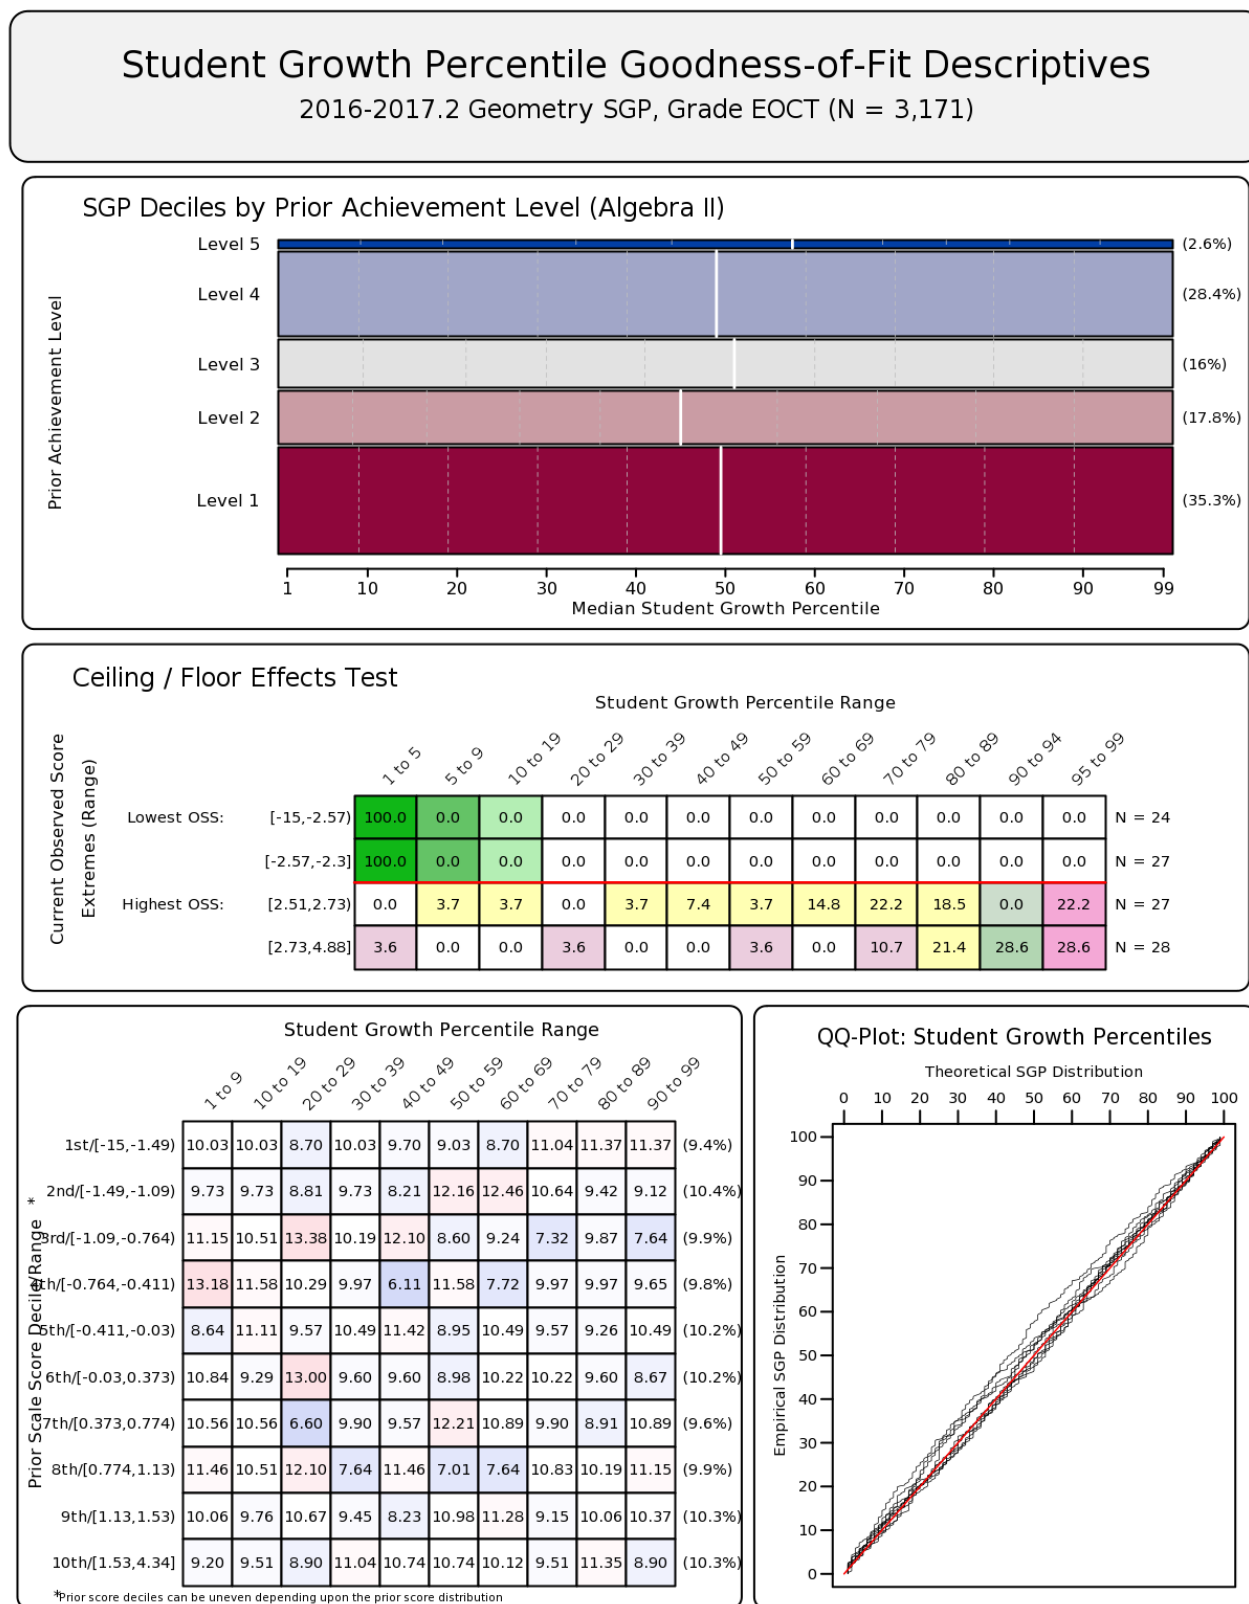 Student Growth Percentile Goodness-of-Fit Descriptives
2016-2017.2 Geometry SGP, Grade EOCT (N = 3,171)
SGP Deciles by Prior Achievement Level (Algebra II)
Prior Achievement Level
Level 5 (2.6%)
Level 4 (28.4%)
Level 3 (16%)
Level 2 (17.8%)
Level 1 (35.3%)
1 10 20 30 40 50 60 70 80 90 99
Median Student Growth Percentile
Ceiling / Floor Effects Test
Student Growth Percentile Range
Current Observed Score
Extremes (Range)
1 to 5 5 to 9 10 to 19 20 to 29 30 to 39 40 to 49 50 to 59 60 to 69 70 to 79 80 to 89 90 to 94 95 to 99
Lowest OSS: [-15,-2.57) 100.0 0.0 0.0 0.0 0.0 0.0 0.0 0.0 0.0 0.0 0.0 0.0 N = 24
[-2.57,-2.3] 100.0 0.0 0.0 0.0 0.0 0.0 0.0 0.0 0.0 0.0 0.0 0.0 N = 27
Highest OSS: [2.51,2.73) 0.0 3.7 3.7 0.0 3.7 7.4 3.7 14.8 22.2 18.5 0.0 22.2 N = 27
[2.73,4.88] 3.6 0.0 0.0 3.6 0.0 0.0 3.6 0.0 10.7 21.4 28.6 28.6 N = 28
Student Growth Percentile Range
Prior Scale Score Decile/Range *
1 to 9 10 to 19 20 to 29 30 to 39 40 to 49 50 to 59 60 to 69 70 to 79 80 to 89 90 to 99
1st/[-15,-1.49) 10.03 10.03 8.70 10.03 9.70 9.03 8.70 11.04 11.37 11.37 (9.4%)
2nd/[-1.49,-1.09) 9.73 9.73 8.81 9.73 8.21 12.16 12.46 10.64 9.42 9.12 (10.4%)
3rd/[-1.09,-0.764) 11.15 10.51 13.38 10.19 12.10 8.60 9.24 7.32 9.87 7.64 (9.9%)
4th/[-0.764,-0.411) 13.18 11.58 10.29 9.97 6.11 11.58 7.72 9.97 9.97 9.65 (9.8%)
5th/[-0.411,-0.03) 8.64 11.11 9.57 10.49 11.42 8.95 10.49 9.57 9.26 10.49 (10.2%)
6th/[-0.03,0.373) 10.84 9.29 13.00 9.60 9.60 8.98 10.22 10.22 9.60 8.67 (10.2%)
7th/[0.373,0.774) 10.56 10.56 6.60 9.90 9.57 12.21 10.89 9.90 8.91 10.89 (9.6%)
8th/[0.774,1.13) 11.46 10.51 12.10 7.64 11.46 7.01 7.64 10.83 10.19 11.15 (9.9%)
9th/[1.13,1.53) 10.06 9.76 10.67 9.45 8.23 10.98 11.28 9.15 10.06 10.37 (10.3%)
10th/[1.53,4.34] 9.20 9.51 8.90 11.04 10.74 10.74 10.12 9.51 11.35 8.90 (10.3%)
*Prior score deciles can be uneven depending upon the prior score distribution
QQ-Plot: Student Growth Percentiles
Theoretical SGP Distribution
0 10 20 30 40 50 60 70 80 90 100
Empirical SGP Distribution
100
90
80
70
60
50
40
30
20
10
0